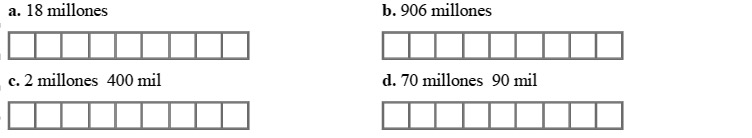 a. 18 millones
b. 906 millones
c. 2 millones 400 mil
d. 70 millones 90 mil